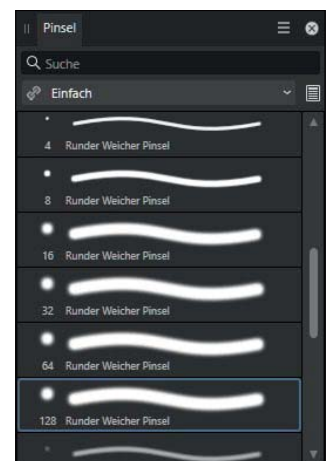 Pinsel
Suche
Einfach
4 Runder Weicher Pinsel
8 Runder Weicher Pinsel
16 Runder Weicher Pinsel
32 Runder Weicher Pinsel
64 Runder Weicher Pinsel
128 Runder Weicher Pinsel